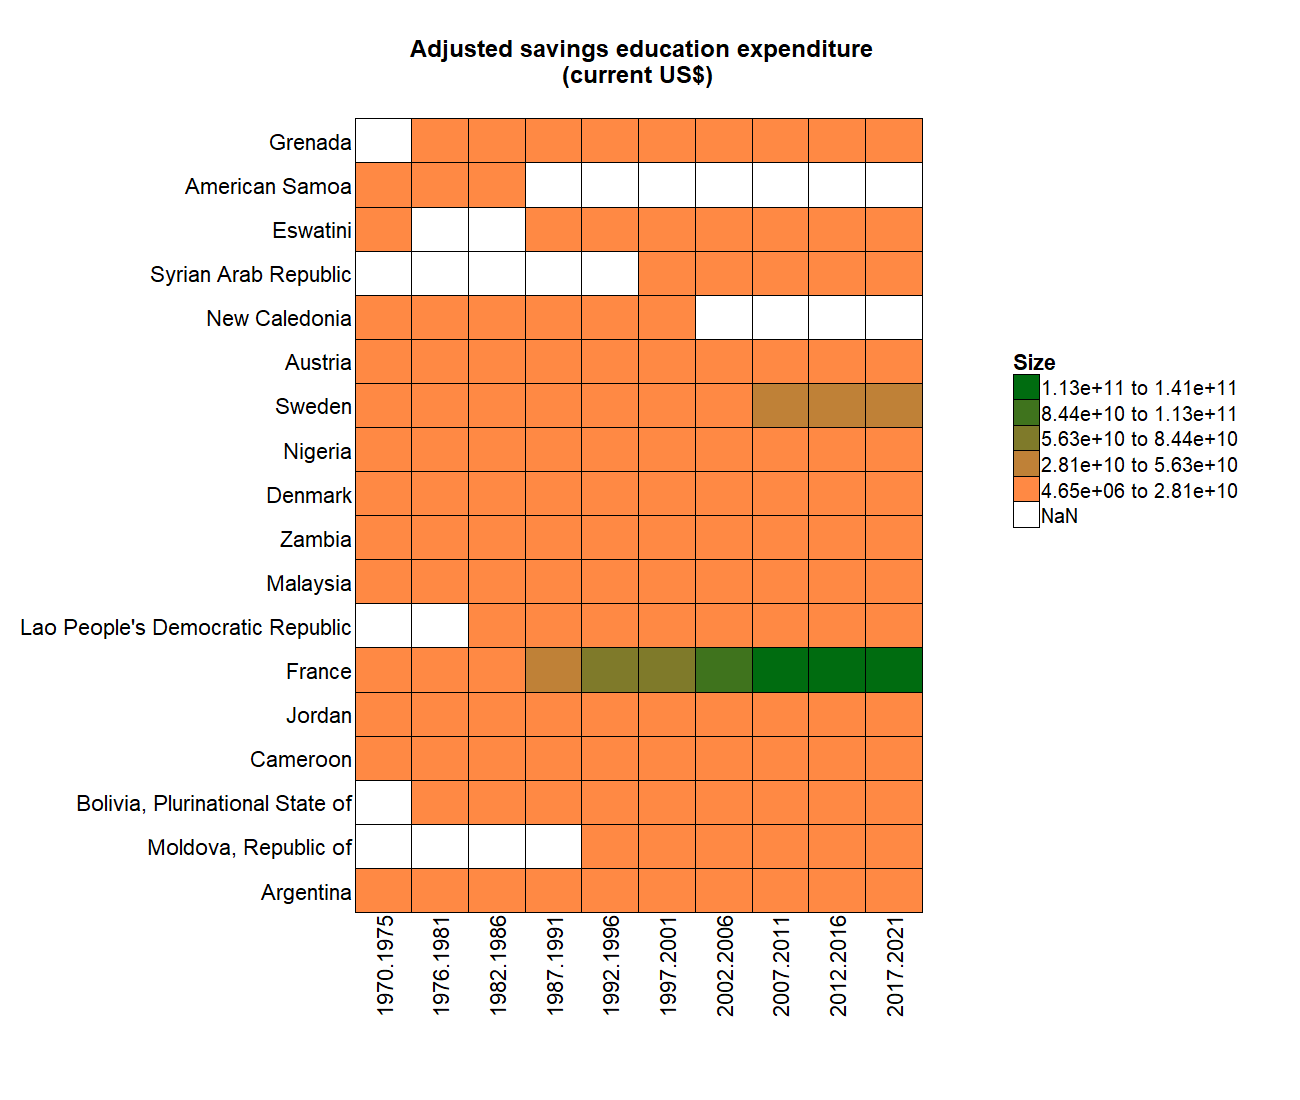 Adjusted savings education expenditure
(current US$)
Grenada
American Samoa
Eswatini
Syrian Arab Republic
New Caledonia
Austria
Sweden
Nigeria
Denmark
Zambia
Malaysia
Lao People's Democratic Republic
France
Jordan
Cameroon
Bolivia, Plurinational State of
Moldova, Republic of
Argentina
1970.1975
1976.1981
1982.1986
1987.1991
1992.1996
1997.2001
2002.2006
2007.2011
2012.2016
2017.2021
Size
1.13e+11 to 1.41e+11
8.44e+10 to 1.13e+11
5.63e+10 to 8.44e+10
2.81e+10 to 5.63e+10
4.65e+06 to 2.81e+10
NaN